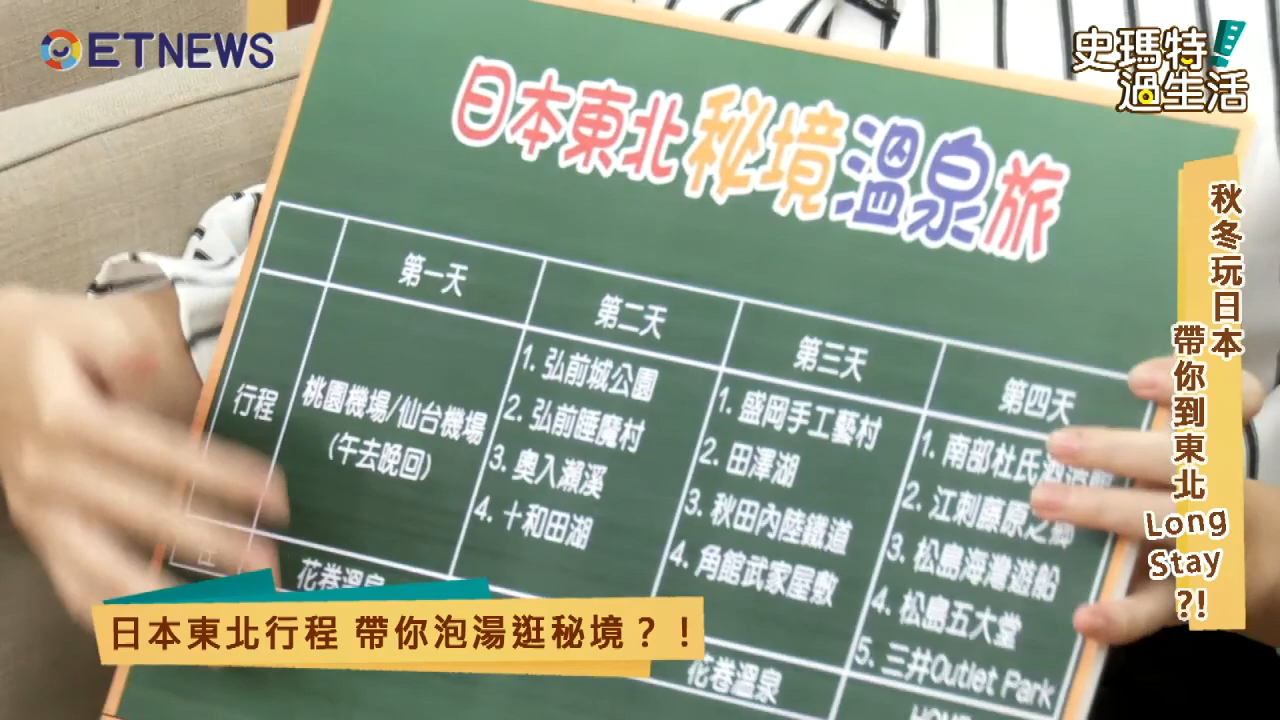 ETNEWS
史瑪特!
過生活
日本東北秘境溫泉旅
第一天
第二天
第三天
第四天
行程
桃園機場/仙台機場
(午去晚回)
1. 弘前城公園
2. 弘前睡魔村
3. 奧入瀨溪
4. 十和田湖
1. 盛岡手工藝村
2. 田澤湖
3. 秋田內陸鐵道
4. 角館武家屋敷
1. 南部杜氏
2. 江刺藤原之鄉
3. 松島海灣遊船
4. 松島五大堂
5. 三井Outlet Park
住
花卷溫泉
花卷溫泉
秋冬玩日本
帶你到東北
Long
Stay
?!
日本東北行程 帶你泡湯逛秘境?!